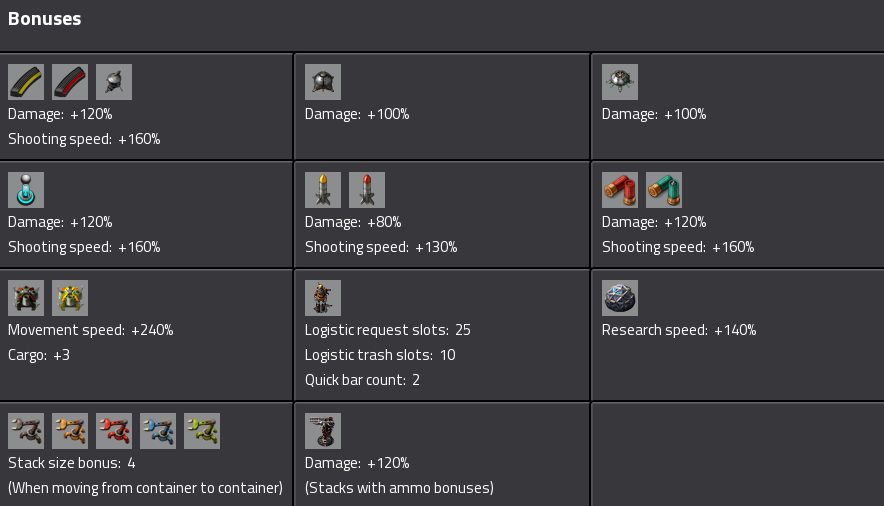 Bonuses
Damage: +120%
Shooting speed: +160%
Damage: +100%
Damage: +100%
Damage: +120%
Shooting speed: +160%
Damage: +80%
Shooting speed: +130%
Damage: +120%
Shooting speed: +160%
Movement speed: +240%
Cargo: +3
Logistic request slots: 25
Logistic trash slots: 10
Quick bar count: 2
Research speed: +140%
Stack size bonus: 4
(When moving from container to container)
Damage: +120%
(Stacks with ammo bonuses)